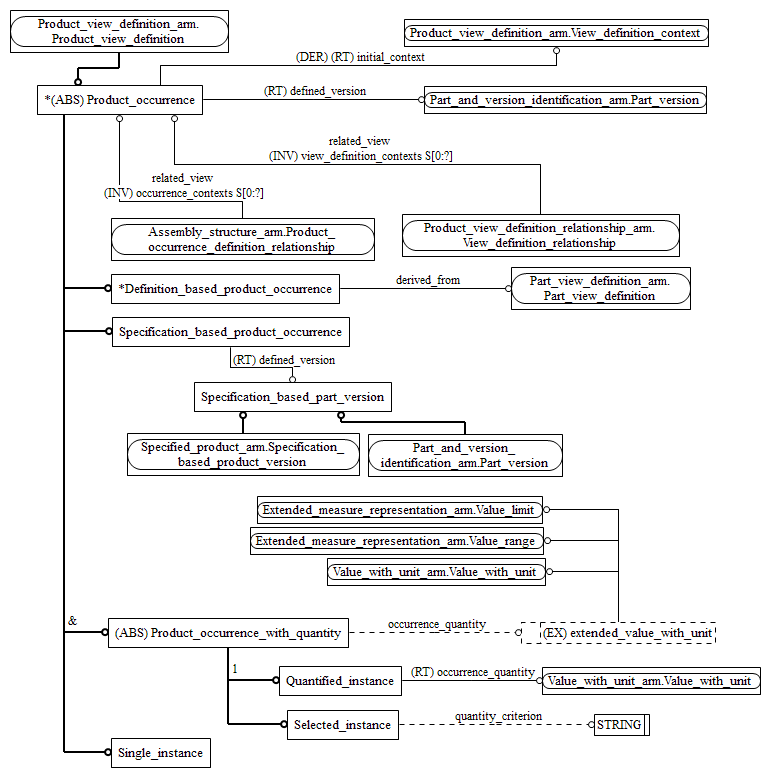 Product_view_definition_arm.
Product_view_definition
Product_view_definition_arm.View_definition_context
(DER) (RT) initial_context
*(ABS) Product_occurrence
(RT) defined_version
Part_and_version_identification_arm.Part_version
related_view
(INV) view_definition_contexts S[0:?]
related_view
(INV) occurrence_contexts S[0:?]
Assembly_structure_arm.Product_
occurrence_definition_relationship
Product_view_definition_relationship_arm.
View_definition_relationship
*Definition_based_product_occurrence
derived_from
Part_view_definition_arm.
Part_view_definition
Specification_based_product_occurrence
(RT) defined_version
Specification_based_part_version
Specified_product_arm.Specification_
based_product_version
Part_and_version_
identification_arm.Part_version
Extended_measure_representation_arm.Value_limit
Extended_measure_representation_arm.Value_range
Value_with_unit_arm.Value_with_unit
&
(ABS) Product_occurrence_with_quantity
occurrence_quantity
(EX) extended_value_with_unit
1
Quantified_instance
(RT) occurrence_quantity
Value_with_unit_arm.Value_with_unit
Selected_instance
quantity_criterion
STRING
Single_instance